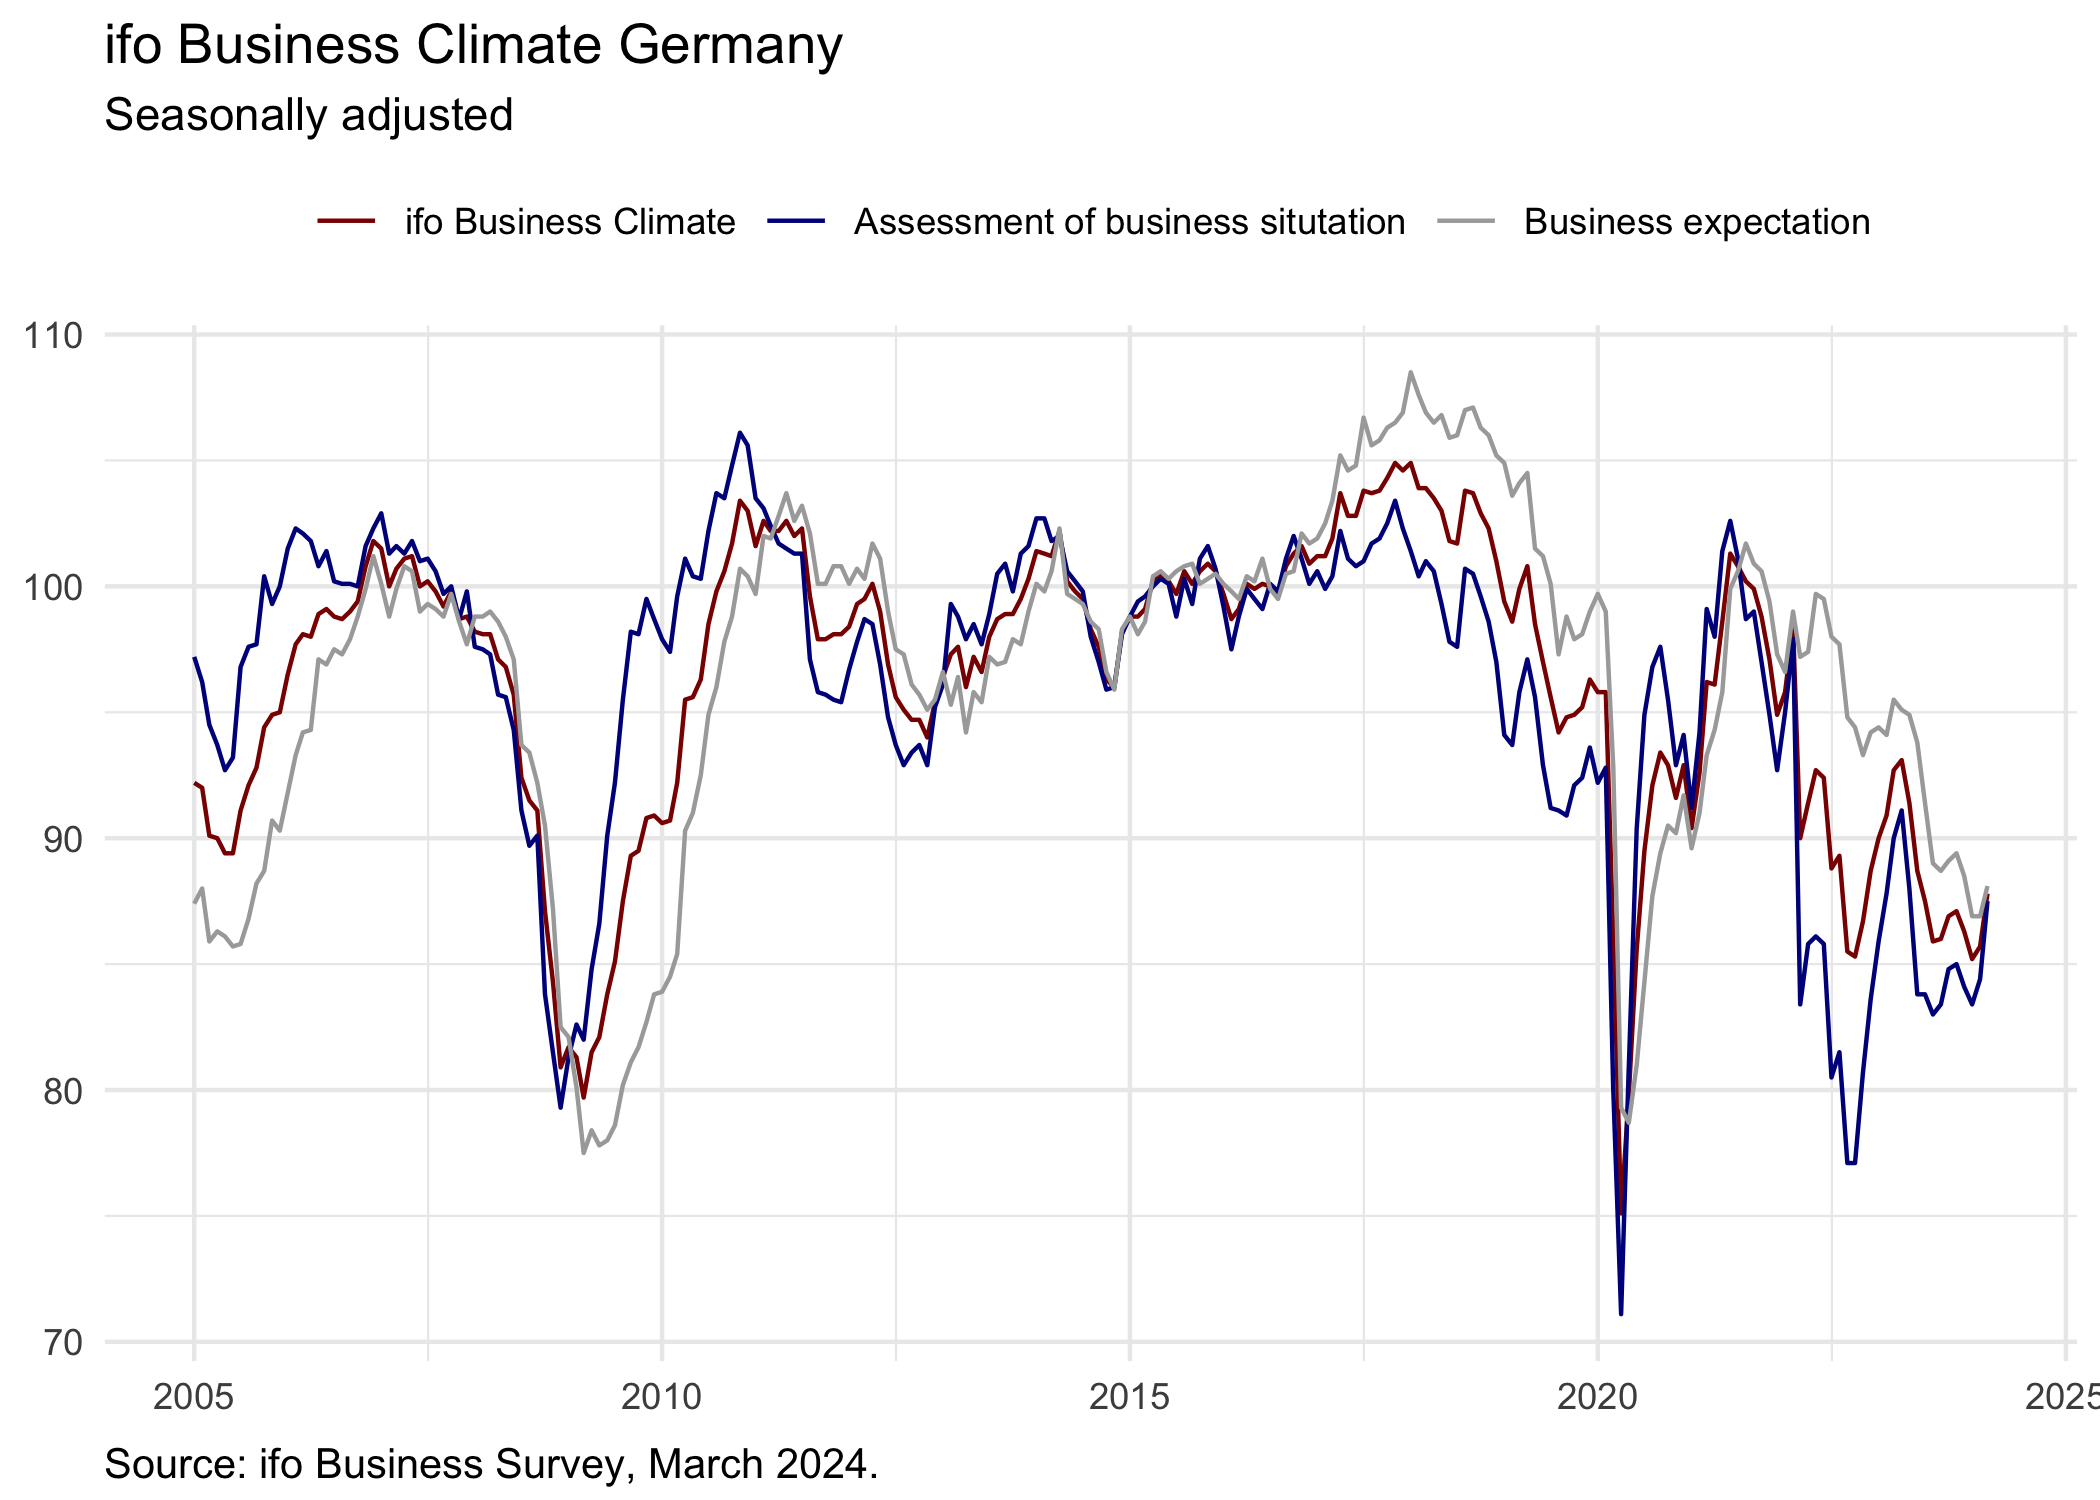 ifo Business Climate Germany
Seasonally adjusted
ifo Business Climate Assessment of business situtation Business expectation
110
100
90
80
70
2005 2010 2015 2020 2025
Source: ifo Business Survey, March 2024.